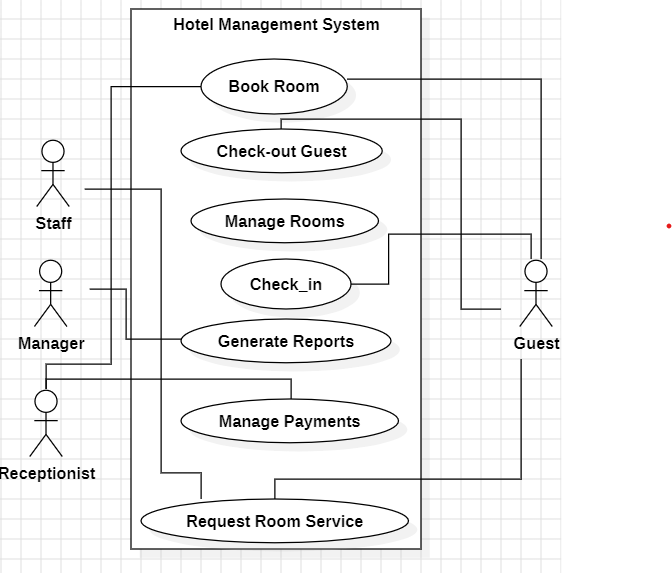 Hotel Management System
Book Room
Check-out Guest
Staff
Manage Rooms
Check_in
Generate Reports
Manager
Guest
Manage Payments
Receptionist
Request Room Service